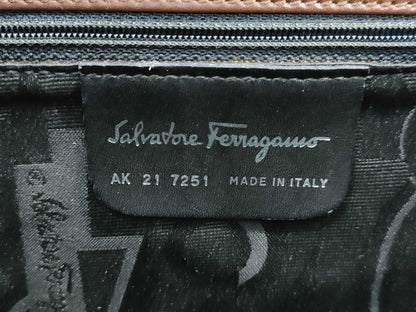 Salvatore Ferragamo
AK 21 7251 MADE IN ITALY